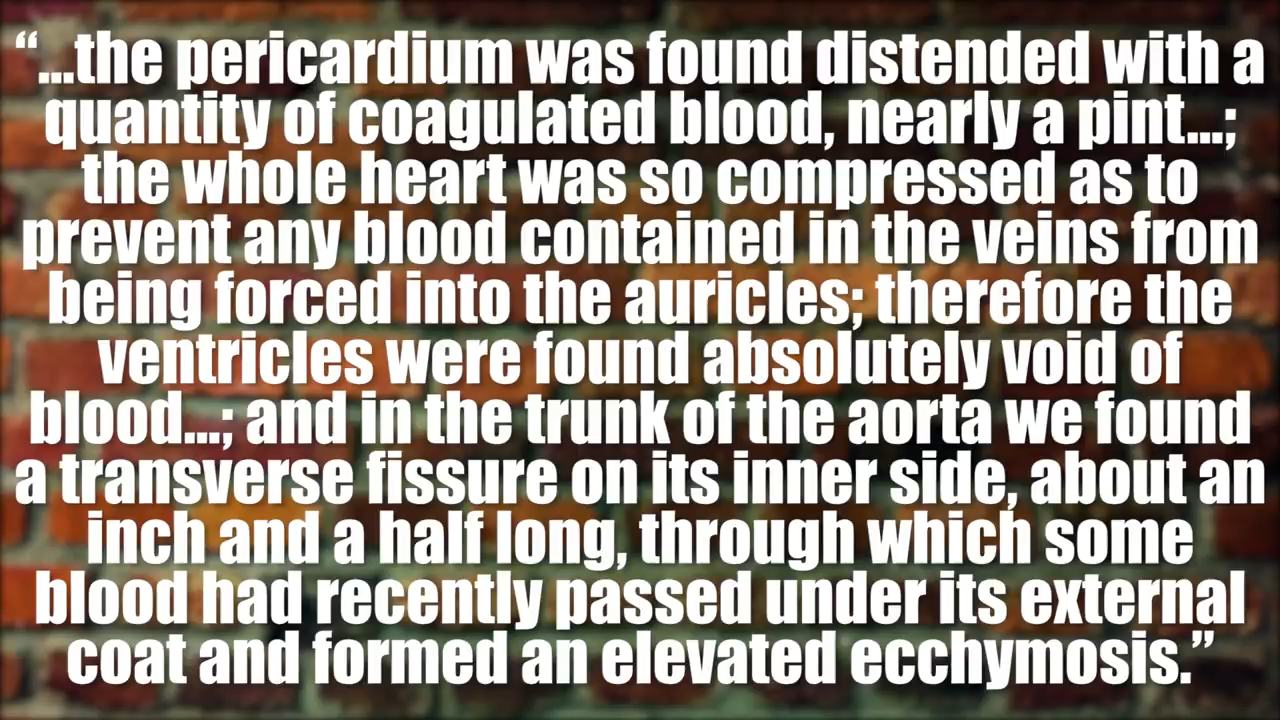 “...the pericardium was found distended with a
quantity of coagulated blood, nearly a pint...;
the whole heart was so compressed as to
prevent any blood contained in the veins from
being forced into the auricles; therefore the
ventricles were found absolutely void of
blood...; and in the trunk of the aorta we found
a transverse fissure on its inner side, about an
inch and a half long, through which some
blood had recently passed under its external
coat and formed an elevated ecchymosis.”